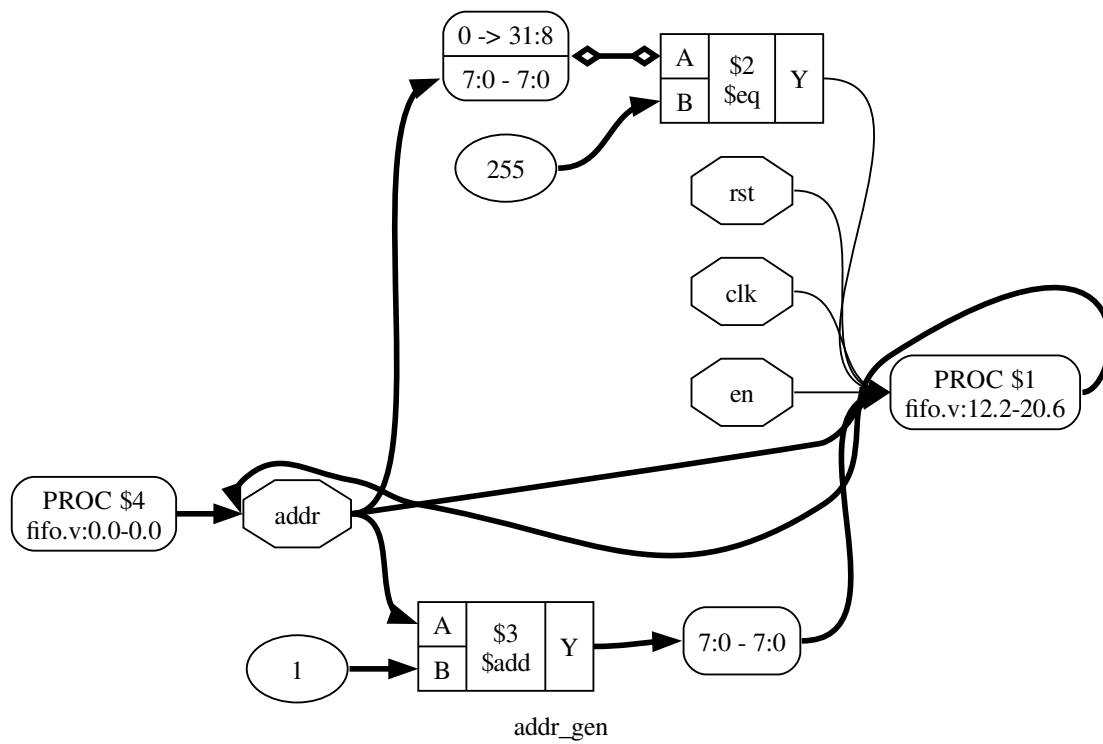 0 -> 31:8
7:0 - 7:0
A
B
$2
$eq
Y
255
rst
clk
en
PROC $1
fifo.v:12.2-20.6
PROC $4
fifo.v:0.0-0.0
addr
A
B
$3
$add
Y
7:0 - 7:0
1
addr_gen